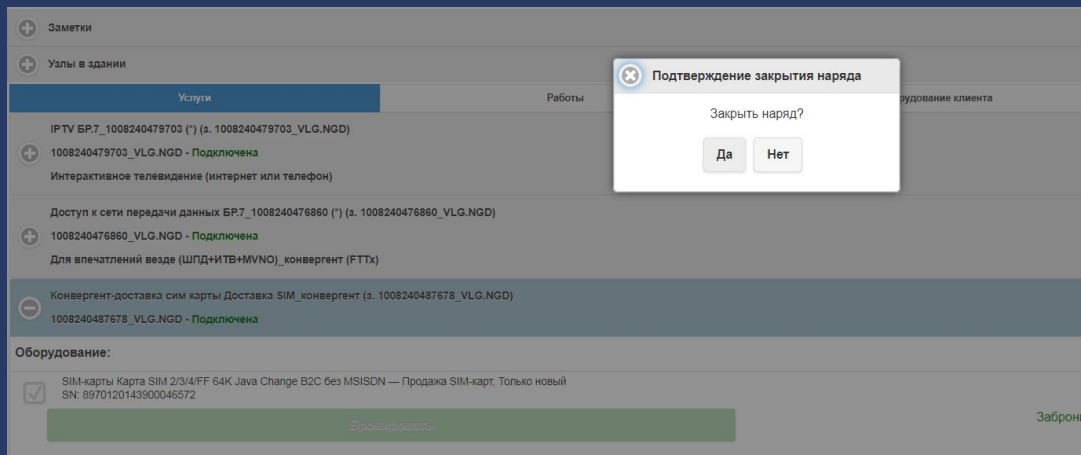 Заметки
Узлы в здании
Подтверждение закрытия наряда
Закрыть наряд?
Да Нет
Услуги Работы рудование клиента
IPTV БР.7_1008240479703 (*) (з. 1008240479703_VLG.NGD)
1008240479703_VLG.NGD - Подключена
Интерактивное телевидение (интернет или телефон)
Доступ к сети передачи данных БР.7_1008240476860 (*) (з. 1008240476860_VLG.NGD)
1008240476860_VLG.NGD - Подключена
Для впечатлений везде (ШПД+ИТВ+MVNO)_конвергент (FTTx)
Конвергент-доставка сим карты Доставка SIM_конвергент (з. 1008240487678_VLG.NGD)
1008240487678_VLG.NGD - Подключена
Оборудование:
SIM-карты Карта SIM 2/3/4/FF 64K Java Change B2C без MSISDN — Продажа SIM-карт, Только новый
SN: 8970120143900046572
Бронировать
Заброни